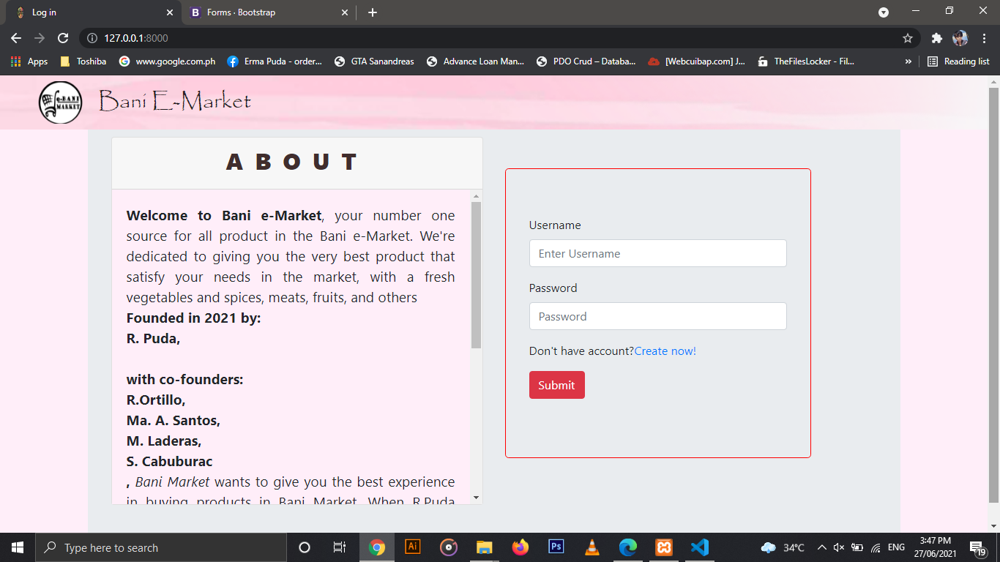 Log in
Forms · Bootstrap
127.0.0.1:8000
Apps
Toshiba
www.google.com.ph
Erma Puda - order...
GTA Sanandreas
Advance Loan Man...
PDO Crud – Databa...
[Webcuibap.com] J...
TheFilesLocker - Fil...
»
Reading list
e-BANI
MARKET
Bani E-Market
ABOUT
Welcome to Bani e-Market, your number one
source for all product in the Bani e-Market. We're
dedicated to giving you the very best product that
satisfy your needs in the market, with a fresh
vegetables and spices, meats, fruits, and others
Founded in 2021 by:
R. Puda,
with co-founders:
R.Ortillo,
Ma. A. Santos,
M. Laderas,
S. Cabuburac
, Bani Market wants to give you the best experience
in buying products in Bani Market. When R.Puda
Username
Enter Username
Password
Password
Don't have account?Create now!
Submit
Type here to search
Ai
Ps
34°C
ENG
3:47 PM
27/06/2021
19